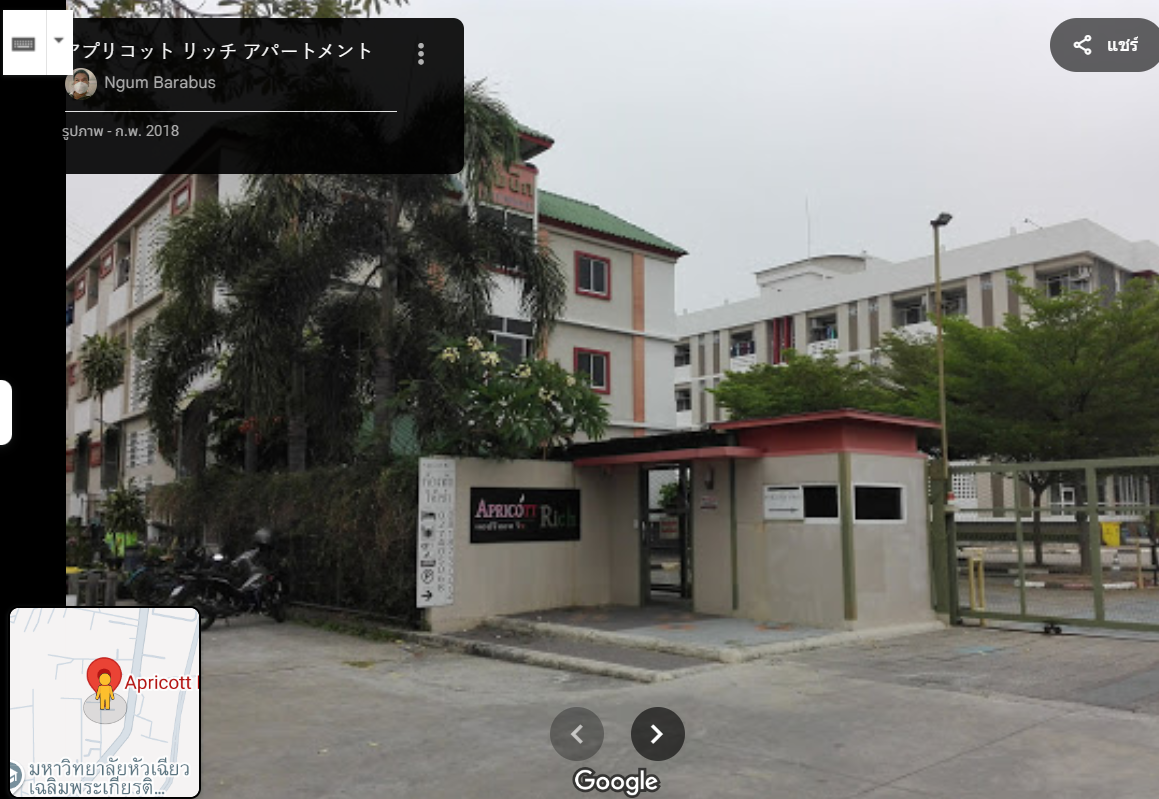 アプリコット リッチ アパートメント
Ngum Barabus
รูปภาพ - ก.พ. 2018
แชร์
APRICOTT
Rich
Apricott
มหาวิทยาลัยหัวเฉียว
เฉลิมพระเกียรติ...
Google